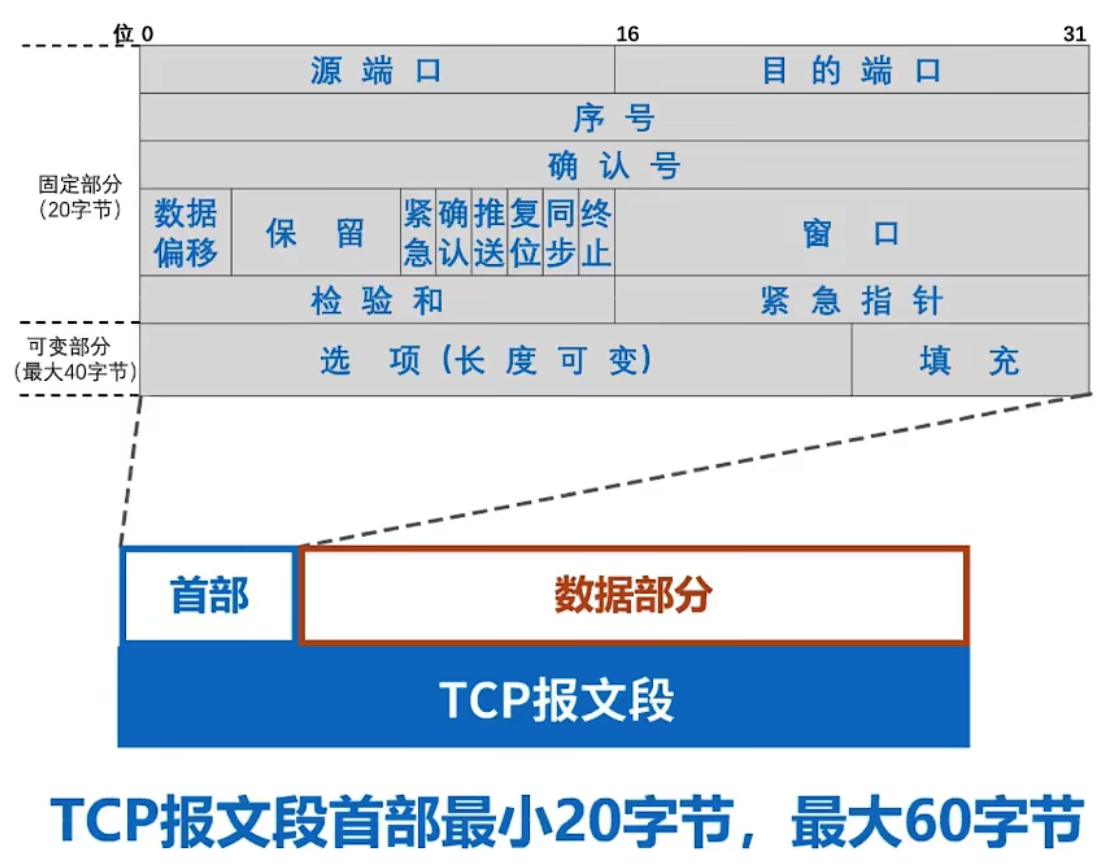 位 0 16 31
源 端 口 目 的 端 口
序 号
确 认 号
固定部分
(20字节)
数据
偏移
保 留
紧
急
确
认
推
送
复
位
同
步
终
止
窗 口
检 验 和 紧 急 指 针
可变部分
(最大40字节)
选 项 (长 度 可 变) 填 充
首部 数据部分
TCP报文段
TCP报文段首部最小20字节，最大60字节